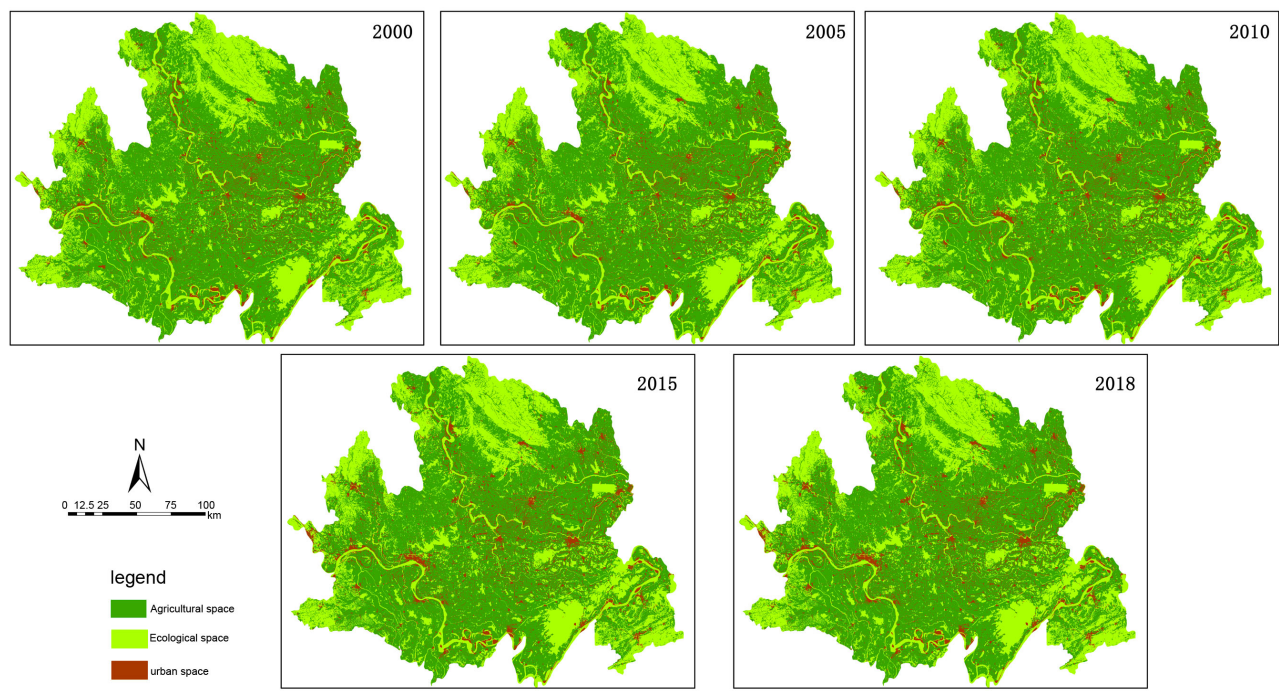 2000
2005
2010
2015
2018
N
0 12.5 25 50 75 100
km
legend
Agricultural space
Ecological space
urban space